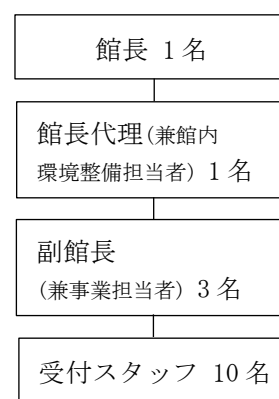 館長 1名
館長代理(兼館内
環境整備担当者) 1名
副館長
(兼事業担当者) 3名
受付スタッフ 10名